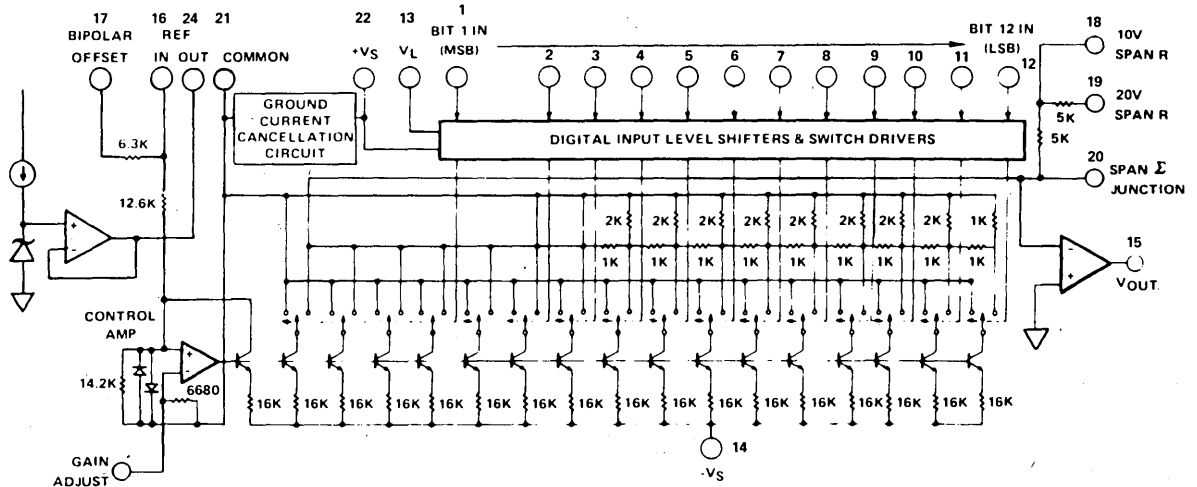 17
BIPOLAR
OFFSET
16 24
REF
IN OUT
21
COMMON
22
+VS
13
VL
1
BIT 1 IN
(MSB)
2 3 4 5 6 7 8 9 10 11
BIT 12 IN
(LSB)
12
18
10V
SPAN R
19
20V
SPAN R
5K
5K
20
SPAN Σ
JUNCTION
GROUND
CURRENT
CANCELLATION
CIRCUIT
DIGITAL INPUT LEVEL SHIFTERS & SWITCH DRIVERS
6.3K
12.6K
+
-
2K 2K 2K 2K 2K 2K 2K 1K
1K 1K 1K 1K 1K 1K 1K 1K
-
+
15
VOUT
CONTROL
AMP
+
-
14.2K
6680
16K 16K 16K 16K 16K 16K 16K 16K 16K 16K 16K 16K 16K 16K 16K 16K
14
-VS
GAIN
ADJUST